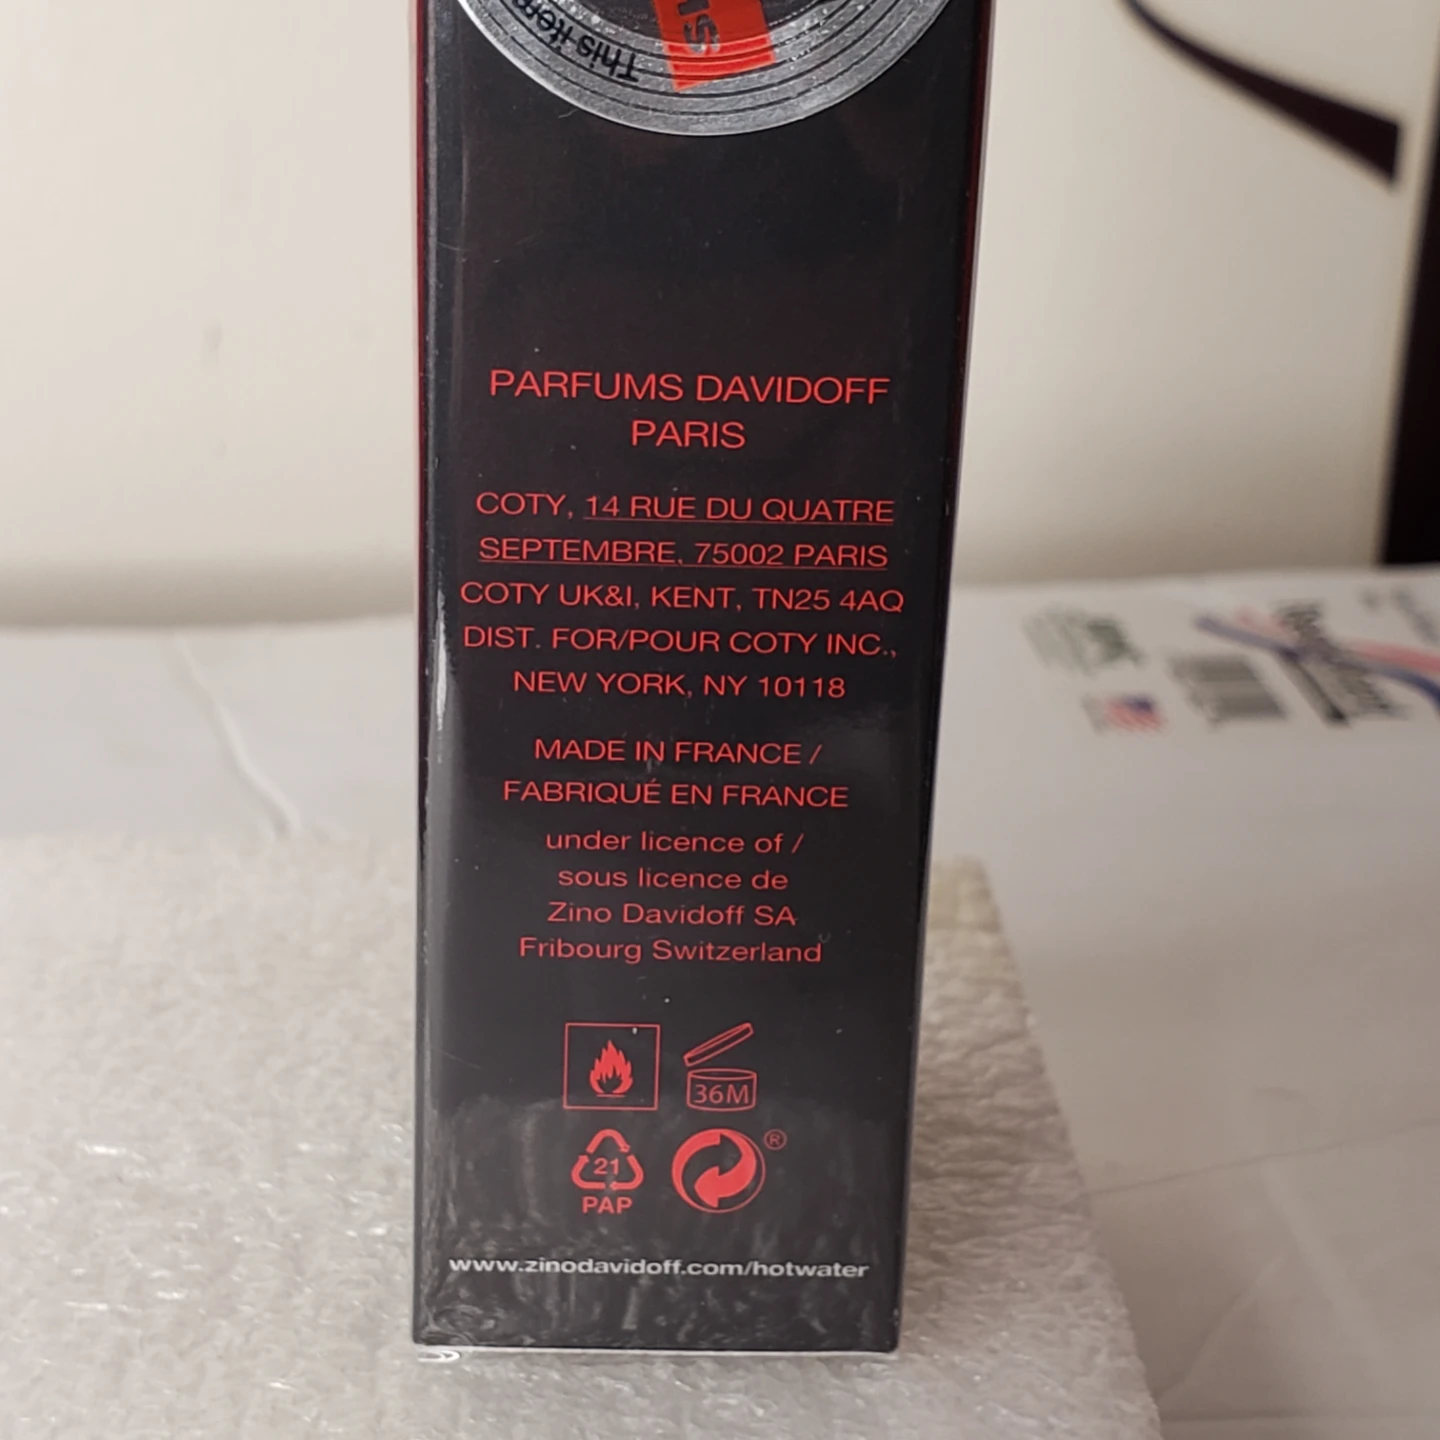 This item
PARFUMS DAVIDOFF
PARIS
COTY, 14 RUE DU QUATRE
SEPTEMBRE, 75002 PARIS
COTY UK&I, KENT, TN25 4AQ
DIST. FOR/POUR COTY INC.,
NEW YORK, NY 10118
MADE IN FRANCE /
FABRIQUÉ EN FRANCE
under licence of /
sous licence de
Zino Davidoff SA
Fribourg Switzerland
36M
21
PAP
®
www.zinodavidoff.com/hotwater